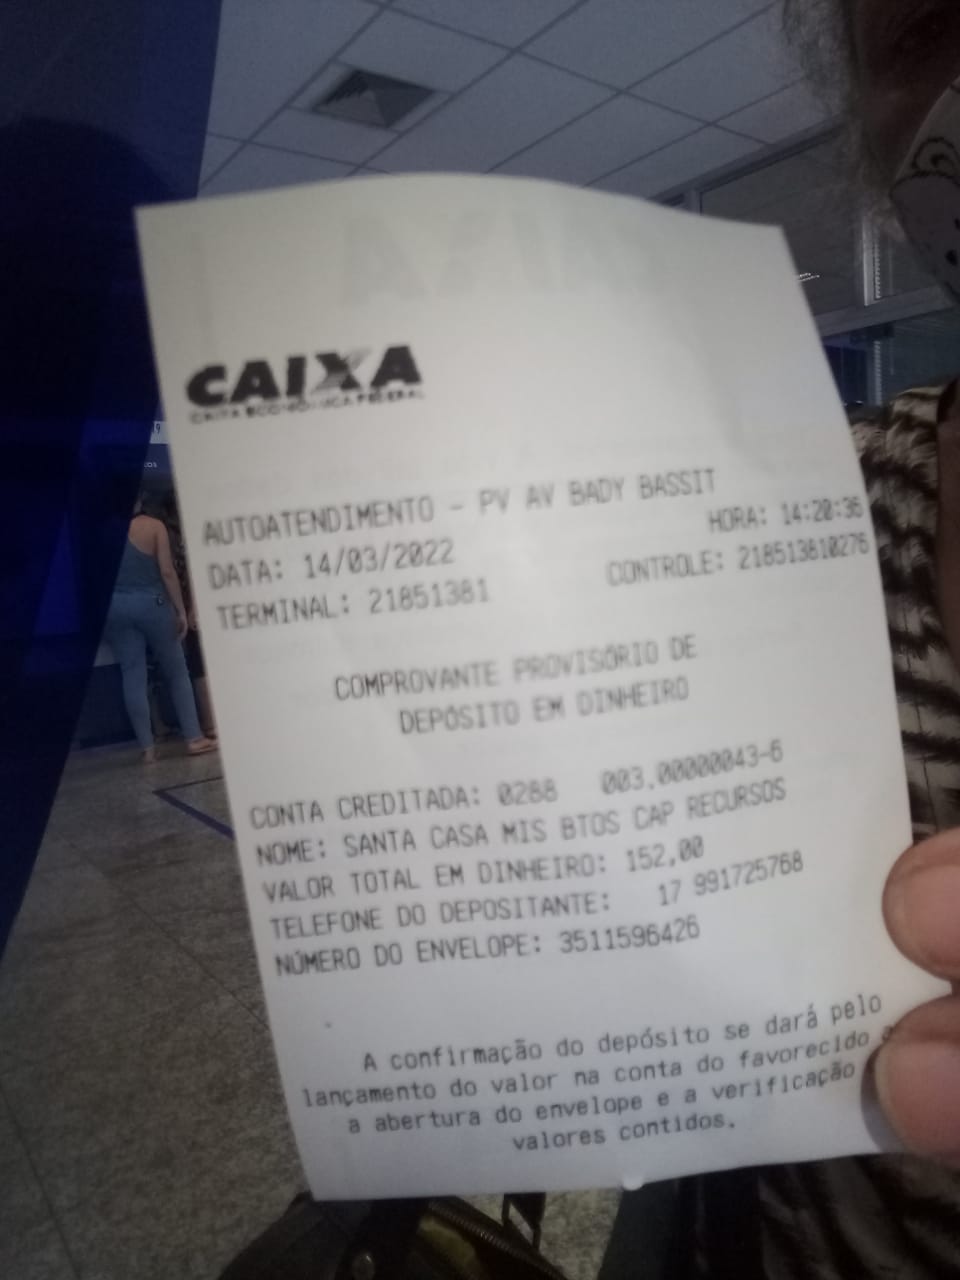 CAIXA
CAIXA ECONÔMICA FEDERAL
AUTOATENDIMENTO - PV AV BADY BASSIT
DATA: 14/03/2022 HORA: 14:20:36
TERMINAL: 21851381 CONTROLE: 218513810276
COMPROVANTE PROVISÓRIO DE
DEPÓSITO EM DINHEIRO
CONTA CREDITADA: 0288 003.00000043-6
NOME: SANTA CASA MIS BTOS CAP RECURSOS
VALOR TOTAL EM DINHEIRO: 152,00
TELEFONE DO DEPOSITANTE: 17 991725768
NÚMERO DO ENVELOPE: 3511596426
A confirmação do depósito se dará pelo
lançamento do valor na conta do favorecido
a abertura do envelope e a verificação
valores contidos.